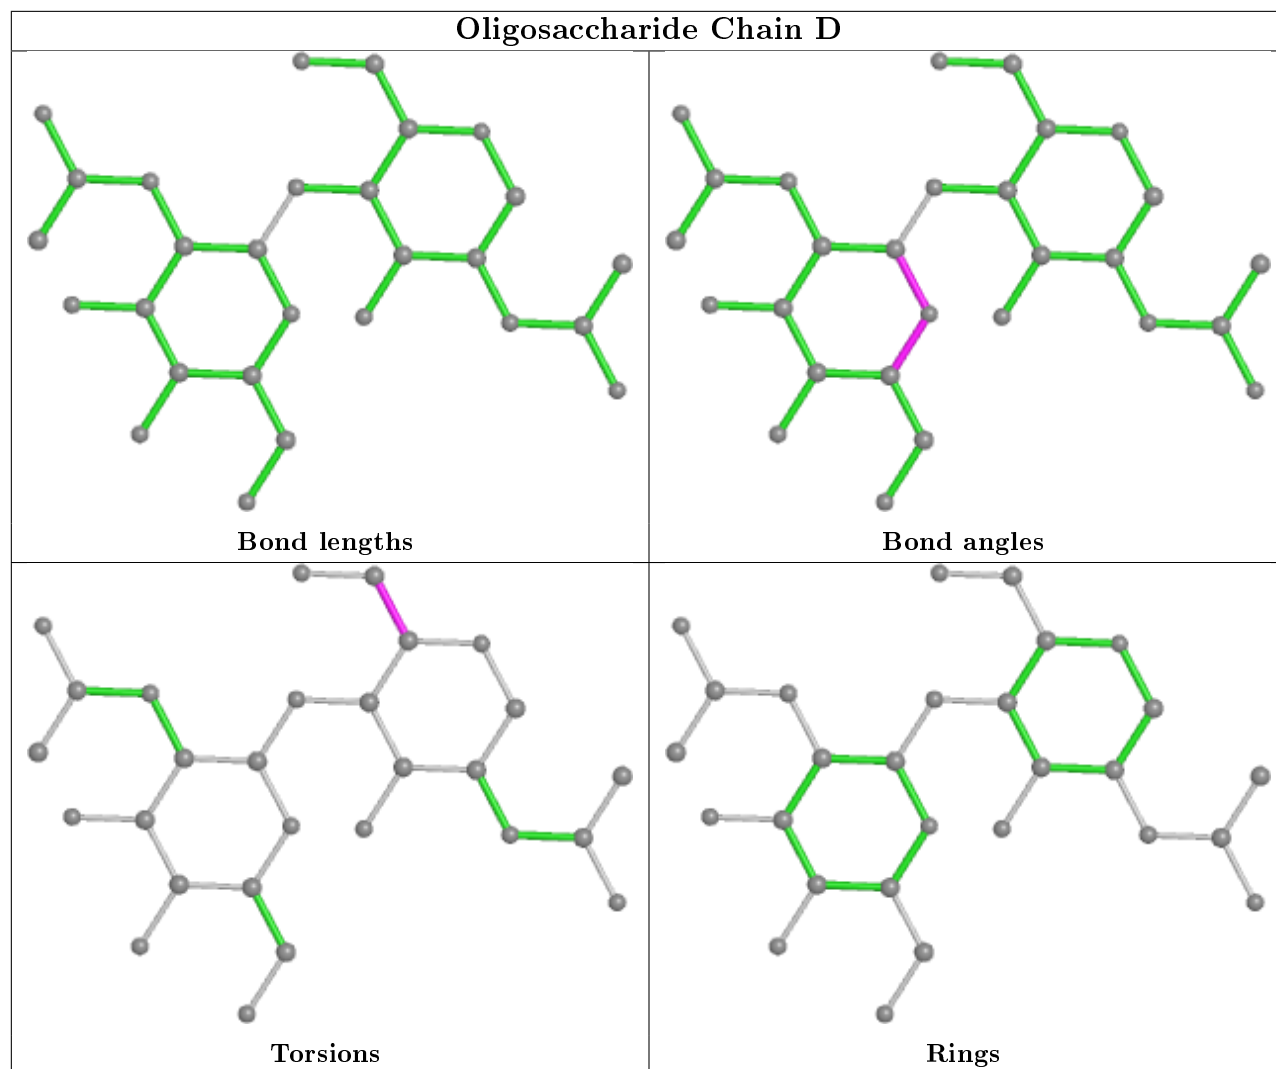 Oligosaccharide Chain D
Bond lengths
Bond angles
Torsions
Rings